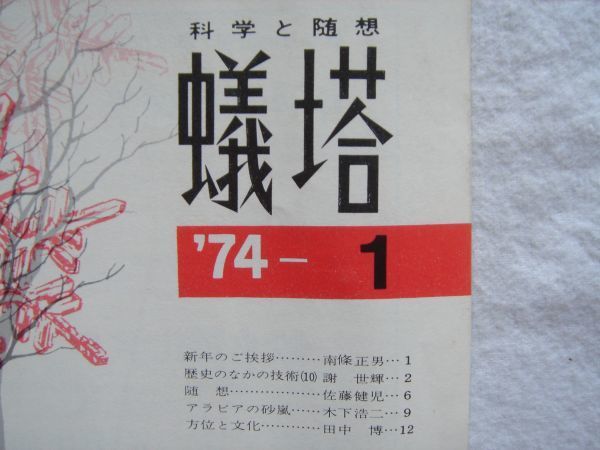 科学と随想
蟻塔
'74 － 1
新年のご挨拶………南條正男…1
歴史のなかの技術(10) 謝 世輝…2
随 想………………佐藤健児…6
アラビアの砂嵐……木下浩二…9
方位と文化…………田中 博…12